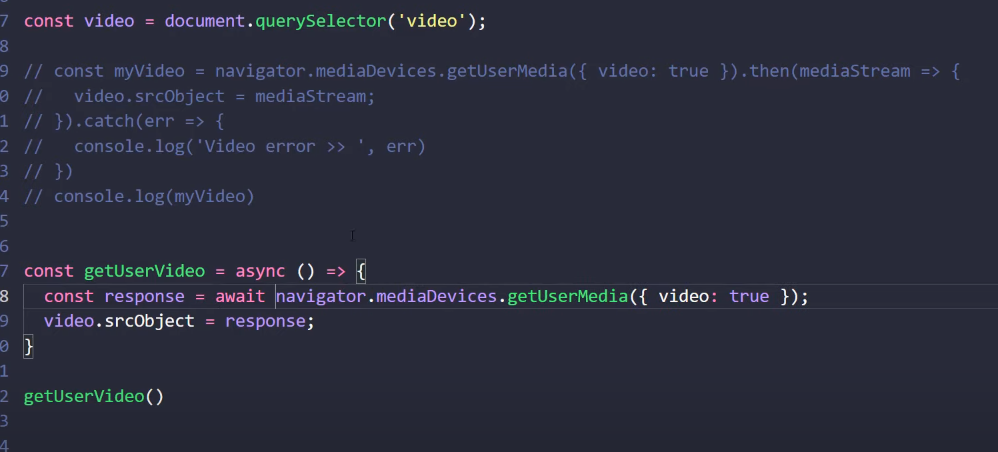 7 const video = document.querySelector('video');
8
9 // const myVideo = navigator.mediaDevices.getUserMedia({ video: true }).then(mediaStream => {
0 //   video.srcObject = mediaStream;
1 // }).catch(err => {
2 //   console.log('Video error >> ', err)
3 // })
4 // console.log(myVideo)
5
6
7 const getUserVideo = async () => {
8   const response = await navigator.mediaDevices.getUserMedia({ video: true });
9   video.srcObject = response;
0 }
1
2 getUserVideo()
3
4